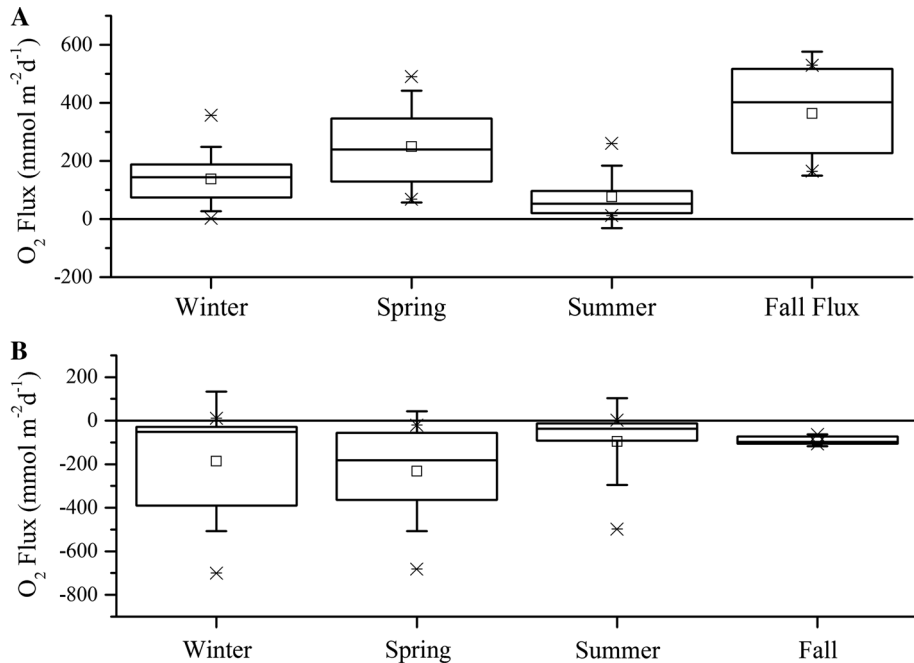 A
O₂ Flux (mmol m⁻²d⁻¹)
600
400
200
0
-200
Winter Spring Summer Fall Flux
B
O₂ Flux (mmol m⁻²d⁻¹)
200
0
-200
-400
-600
-800
Winter Spring Summer Fall